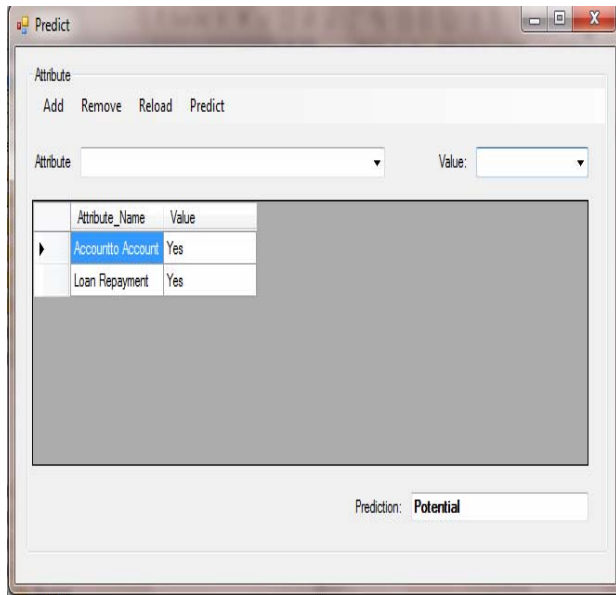 Predict
Attribute
Add Remove Reload Predict
Attribute Value:
Attribute_Name Value
Accountto Account Yes
Loan Repayment Yes
Prediction: Potential